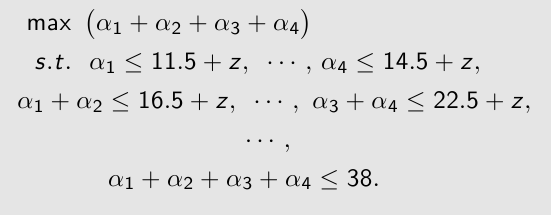 max (α₁ + α₂ + α₃ + α₄)
s.t. α₁ ≤ 11.5 + z, ⋯ , α₄ ≤ 14.5 + z,
α₁ + α₂ ≤ 16.5 + z, ⋯ , α₃ + α₄ ≤ 22.5 + z,
⋯ ,
α₁ + α₂ + α₃ + α₄ ≤ 38.